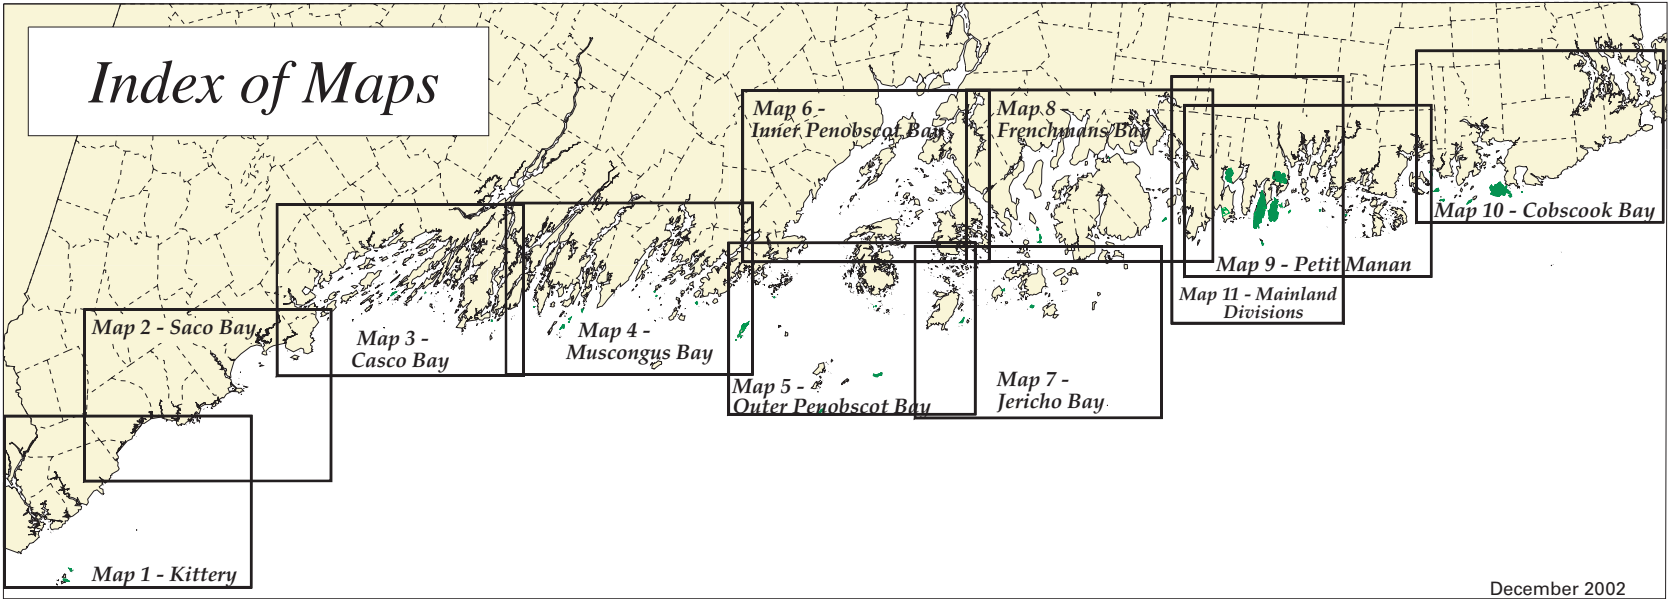 Index of Maps
Map 6 -
Inner Penobscot Bay
Map 8 -
Frenchmans Bay
Map 10 - Cobscook Bay
Map 9 - Petit Manan
Map 11 - Mainland
Divisions
Map 2 - Saco Bay
Map 3 -
Casco Bay
Map 4 -
Muscongus Bay
Map 5 -
Outer Penobscot Bay
Map 7 -
Jericho Bay
Map 1 - Kittery
December 2002